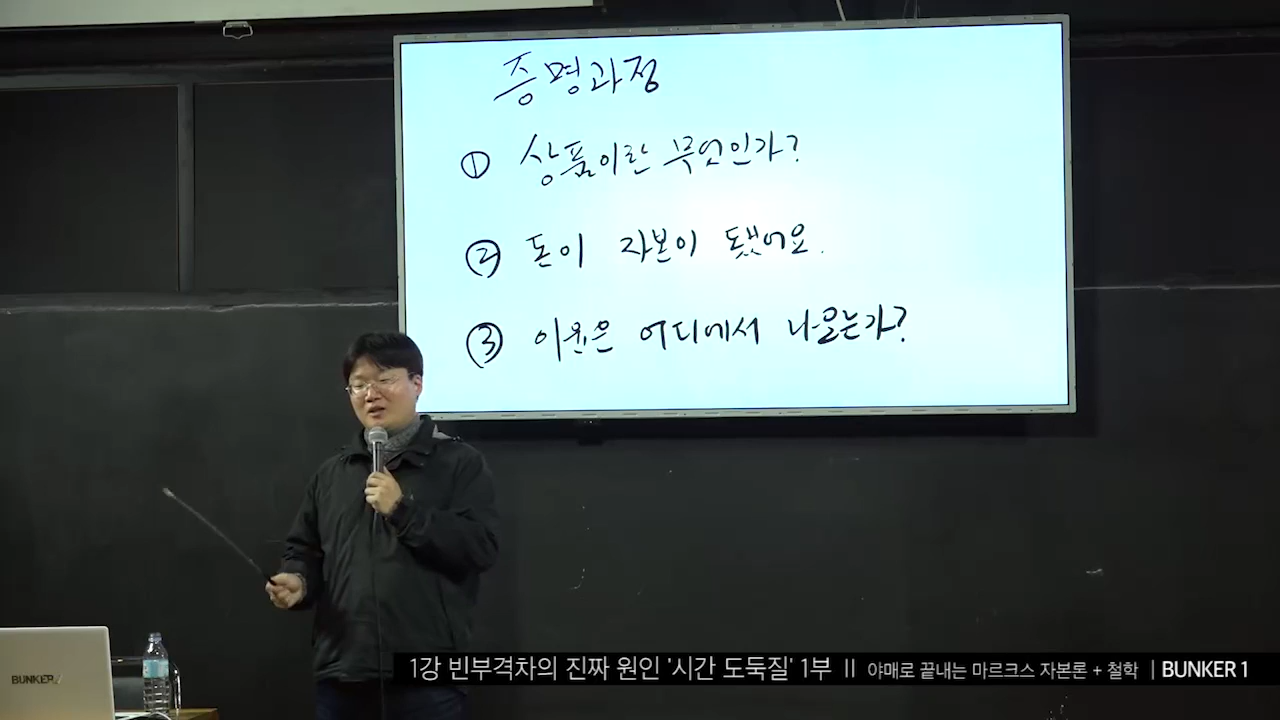 증명과정
① 상품이란 무엇인가?
② 돈이 자본이 됐어요.
③ 이윤은 어디에서 나오는가?
BUNKER1
1강 빈부격차의 진짜 원인 '시간 도둑질' 1부 II 야매로 끝내는 마르크스 자본론 + 철학 | BUNKER 1